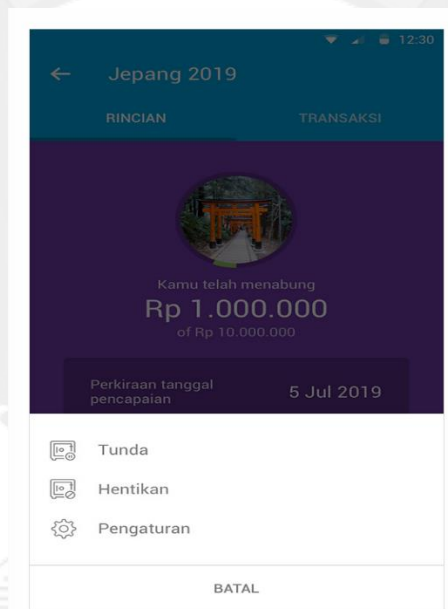 12:30
Jepang 2019
RINCIAN TRANSAKSI
Kamu telah menabung
Rp 1.000.000
of Rp 10.000.000
Perkiraan tanggal
pencapaian
5 Jul 2019
Tunda
Hentikan
Pengaturan
BATAL